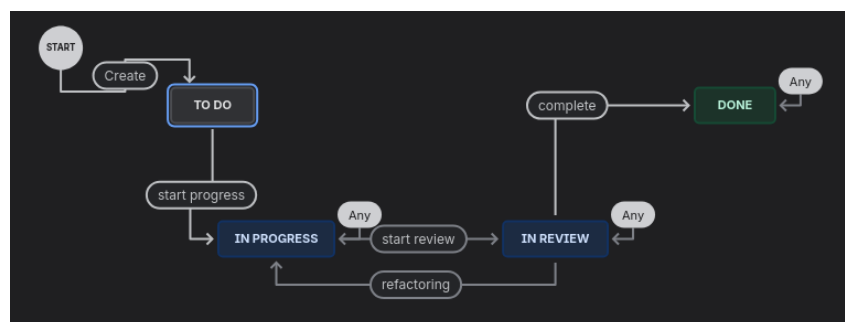 START
Create
TO DO
complete
DONE
Any
start progress
IN PROGRESS
Any
start review
IN REVIEW
Any
refactoring